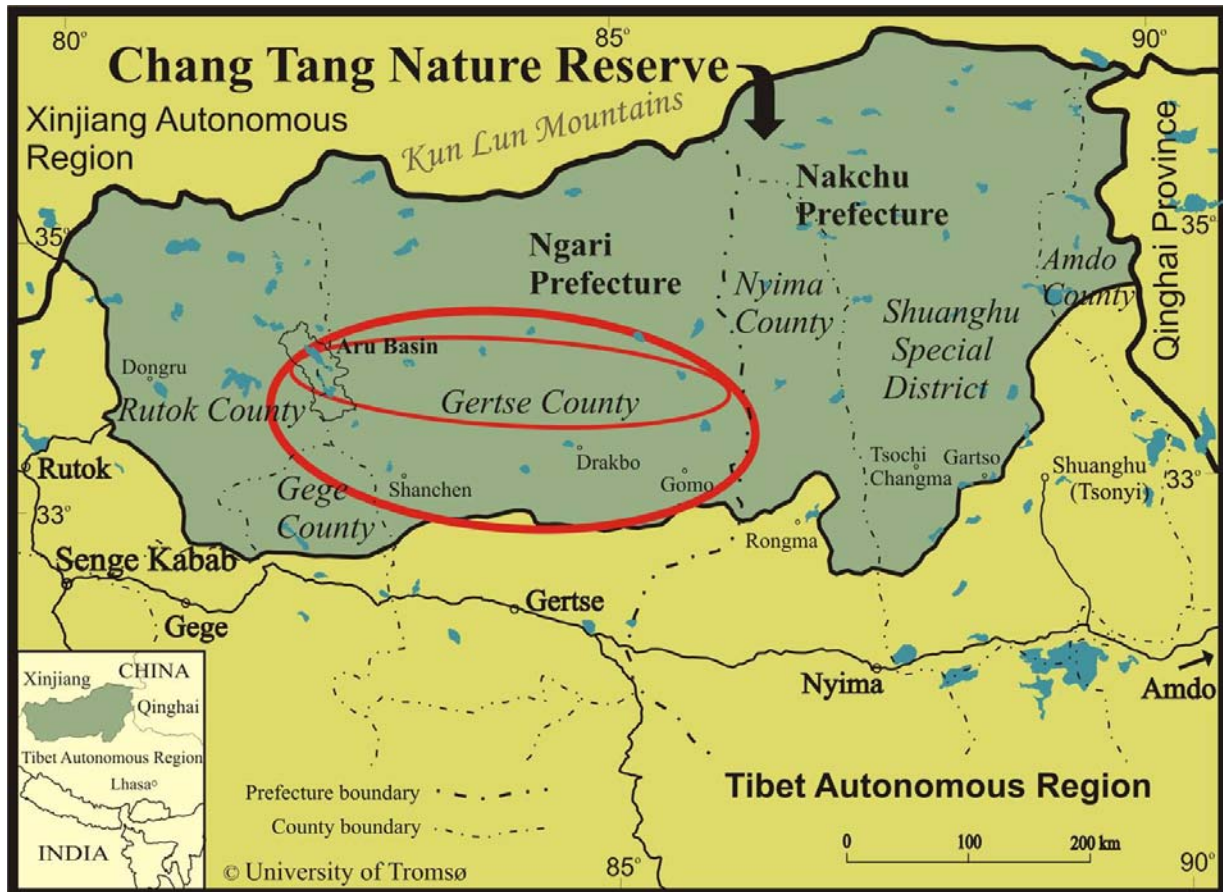 80°
85°
90°
Chang Tang Nature Reserve
Xinjiang Autonomous
Region
Kun Lun Mountains
Qinghai Province
Nakchu
Prefecture
35°
35°
Ngari
Prefecture
Nyima
County
Amdo
County
Shuanghu
Special
District
Aru Basin
Dongru
Rutok County
Gertse County
Rutok
Drakbo
Tsochi
Changma
Gartso
Shuanghu
(Tsonyi)
33°
Gege
County
Shanchen
Gomo
33°
Rongma
Senge Kabab
Gege
Gertse
Nyima
Amdo
Xinjiang
CHINA
Qinghai
Tibet Autonomous Region
Lhasa
INDIA
Prefecture boundary
County boundary
© University of Tromsø
Tibet Autonomous Region
0
100
200 km
85°
90°